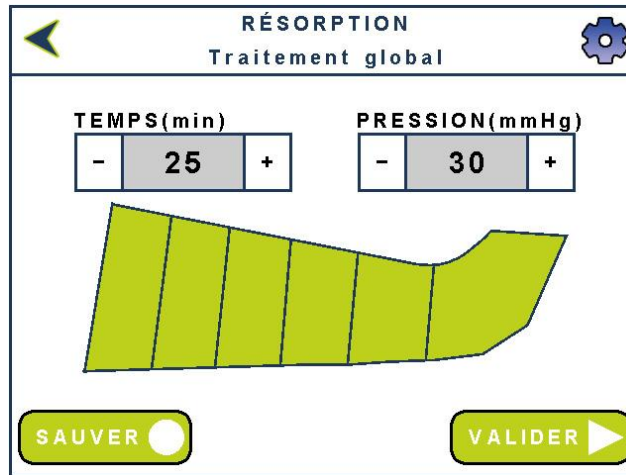 RÉSORPTION
Traitement global
TEMPS(min)
PRESSION(mmHg)
- 25 +
- 30 +
SAUVER
VALIDER